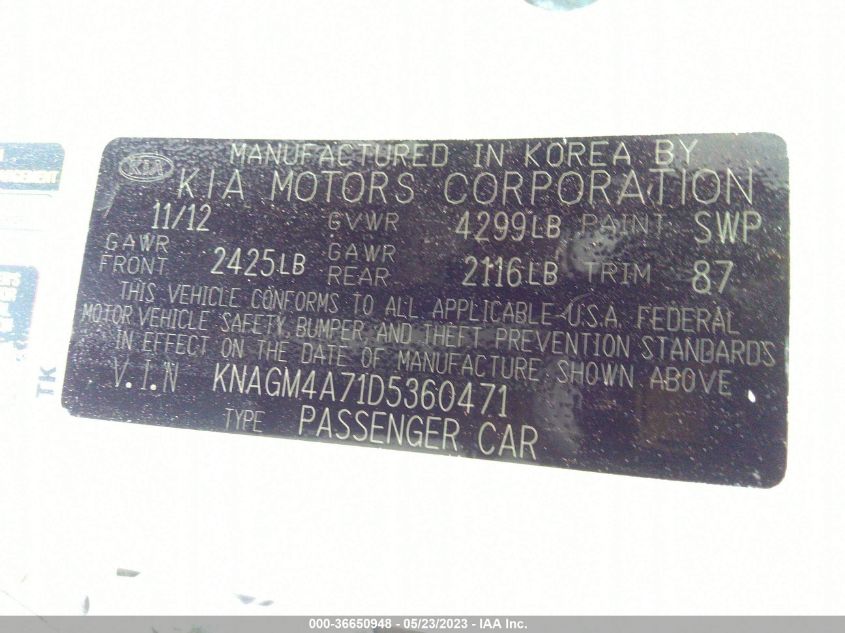 KIA
MANUFACTURED IN KOREA BY
KIA MOTORS CORPORATION
11/12 GVWR 4299LB PAINT SWP
GAWR FRONT 2425LB GAWR REAR 2116LB TRIM 87
THIS VEHICLE CONFORMS TO ALL APPLICABLE U.S.A. FEDERAL
MOTOR VEHICLE SAFETY, BUMPER, AND THEFT PREVENTION STANDARDS
IN EFFECT ON THE DATE OF MANUFACTURE, SHOWN ABOVE
V.I.N KNAGM4A71D5360471
TYPE PASSENGER CAR
TK
000-36650948 - 05/23/2023 - IAA Inc.